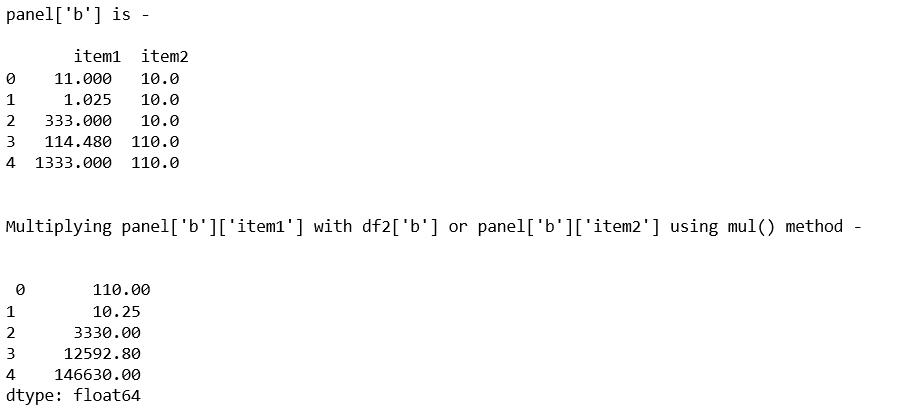 panel['b'] is -
       item1  item2
0    11.000   10.0
1     1.025   10.0
2   333.000   10.0
3   114.480  110.0
4  1333.000  110.0
Multiplying panel['b']['item1'] with df2['b'] or panel['b']['item2'] using mul() method -
 0       110.00
1        10.25
2      3330.00
3     12592.80
4    146630.00
dtype: float64